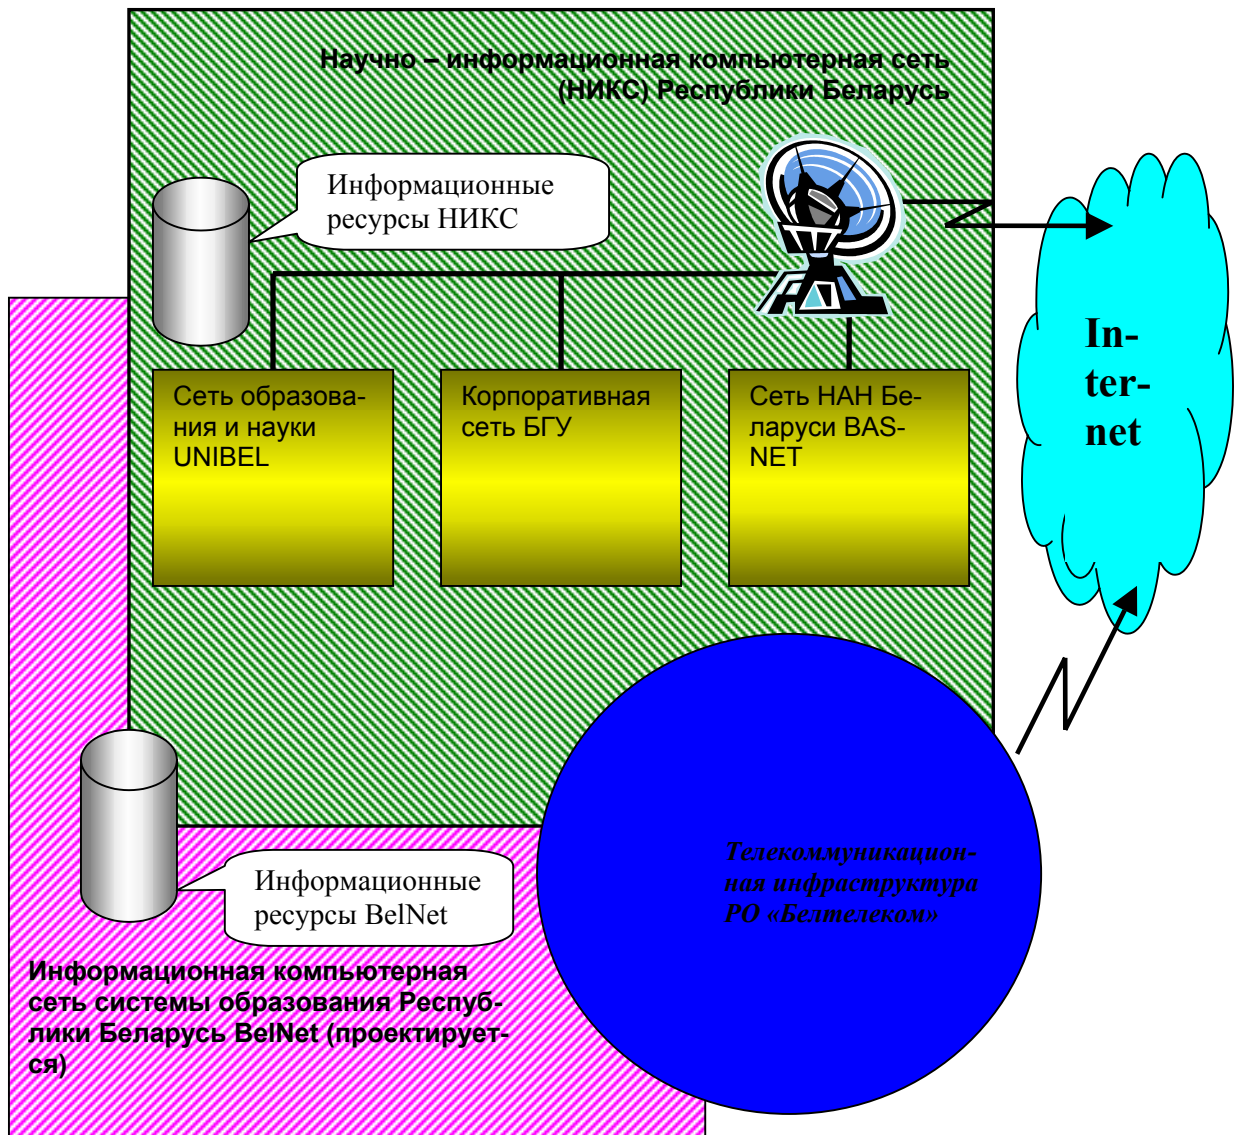 Научно – информационная компьютерная сеть
(НИКС) Республики Беларусь
Информационные
ресурсы НИКС
In-
ter-
net
Сеть образова-
ния и науки
UNIBEL
Корпоративная
сеть БГУ
Сеть НАН Бе-
ларуси BAS-
NET
Телекоммуникацион-
ная инфраструктура
РО «Белтелеком»
Информационные
ресурсы BelNet
Информационная компьютерная
сеть системы образования Респуб-
лики Беларусь BelNet (проектирует-
ся)